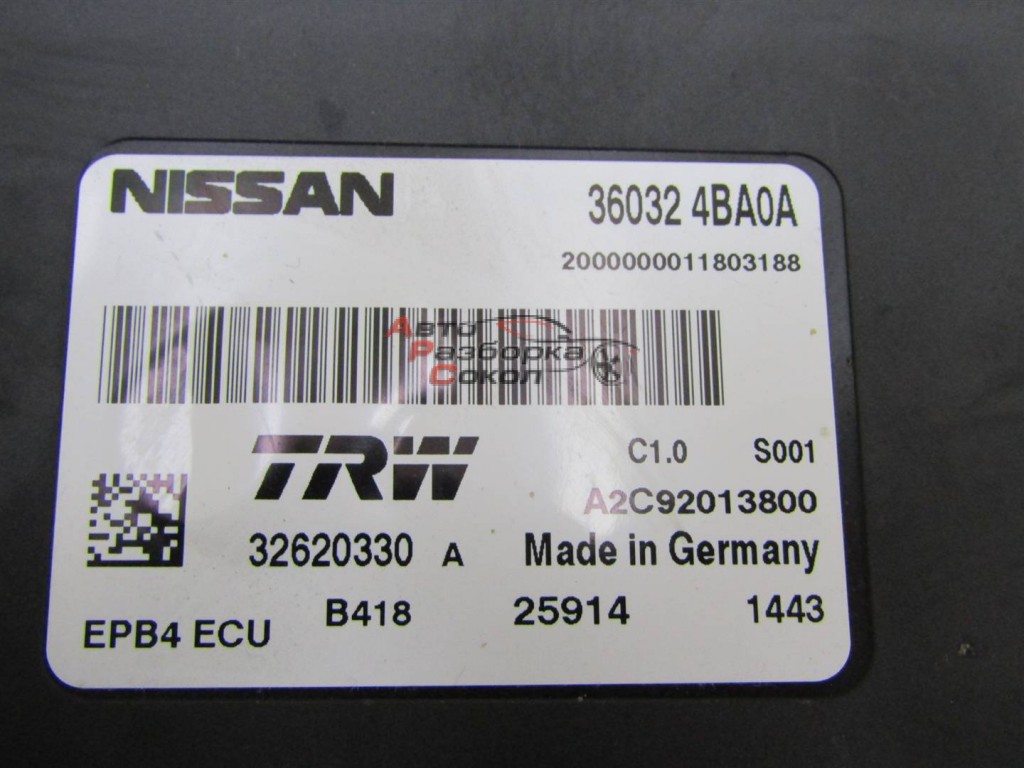 NISSAN
36032 4BA0A
2000000011803188
Авто
Разборка
Сокол
TRW
C1.0 S001
A2C92013800
32620330 A
Made in Germany
EPB4 ECU
B418
25914
1443